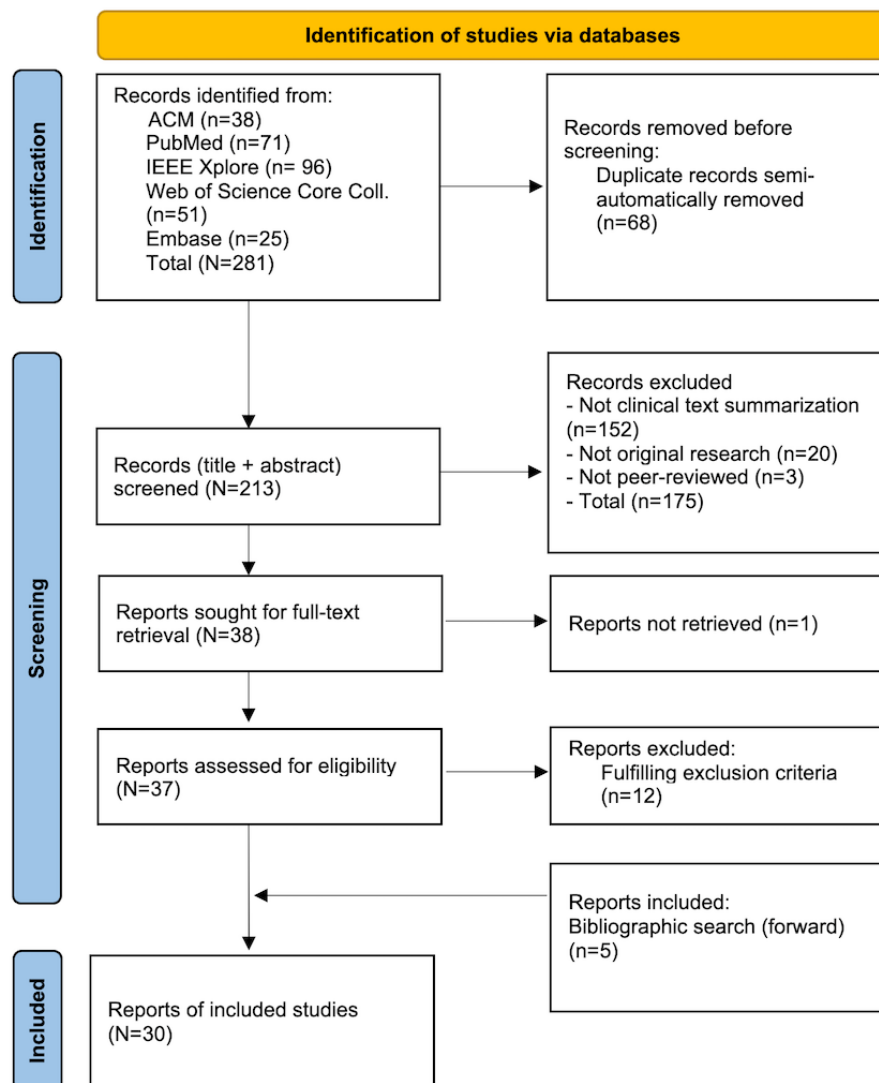 Identification of studies via databases
Identification
Records identified from:
ACM (n=38)
PubMed (n=71)
IEEE Xplore (n= 96)
Web of Science Core Coll.
(n=51)
Embase (n=25)
Total (N=281)
Records removed before
screening:
Duplicate records semi-
automatically removed
(n=68)
Screening
Records (title + abstract)
screened (N=213)
Records excluded
- Not clinical text summarization
(n=152)
- Not original research (n=20)
- Not peer-reviewed (n=3)
- Total (n=175)
Reports sought for full-text
retrieval (N=38)
Reports not retrieved (n=1)
Reports assessed for eligibility
(N=37)
Reports excluded:
Fulfilling exclusion criteria
(n=12)
Reports included:
Bibliographic search (forward)
(n=5)
Included
Reports of included studies
(N=30)